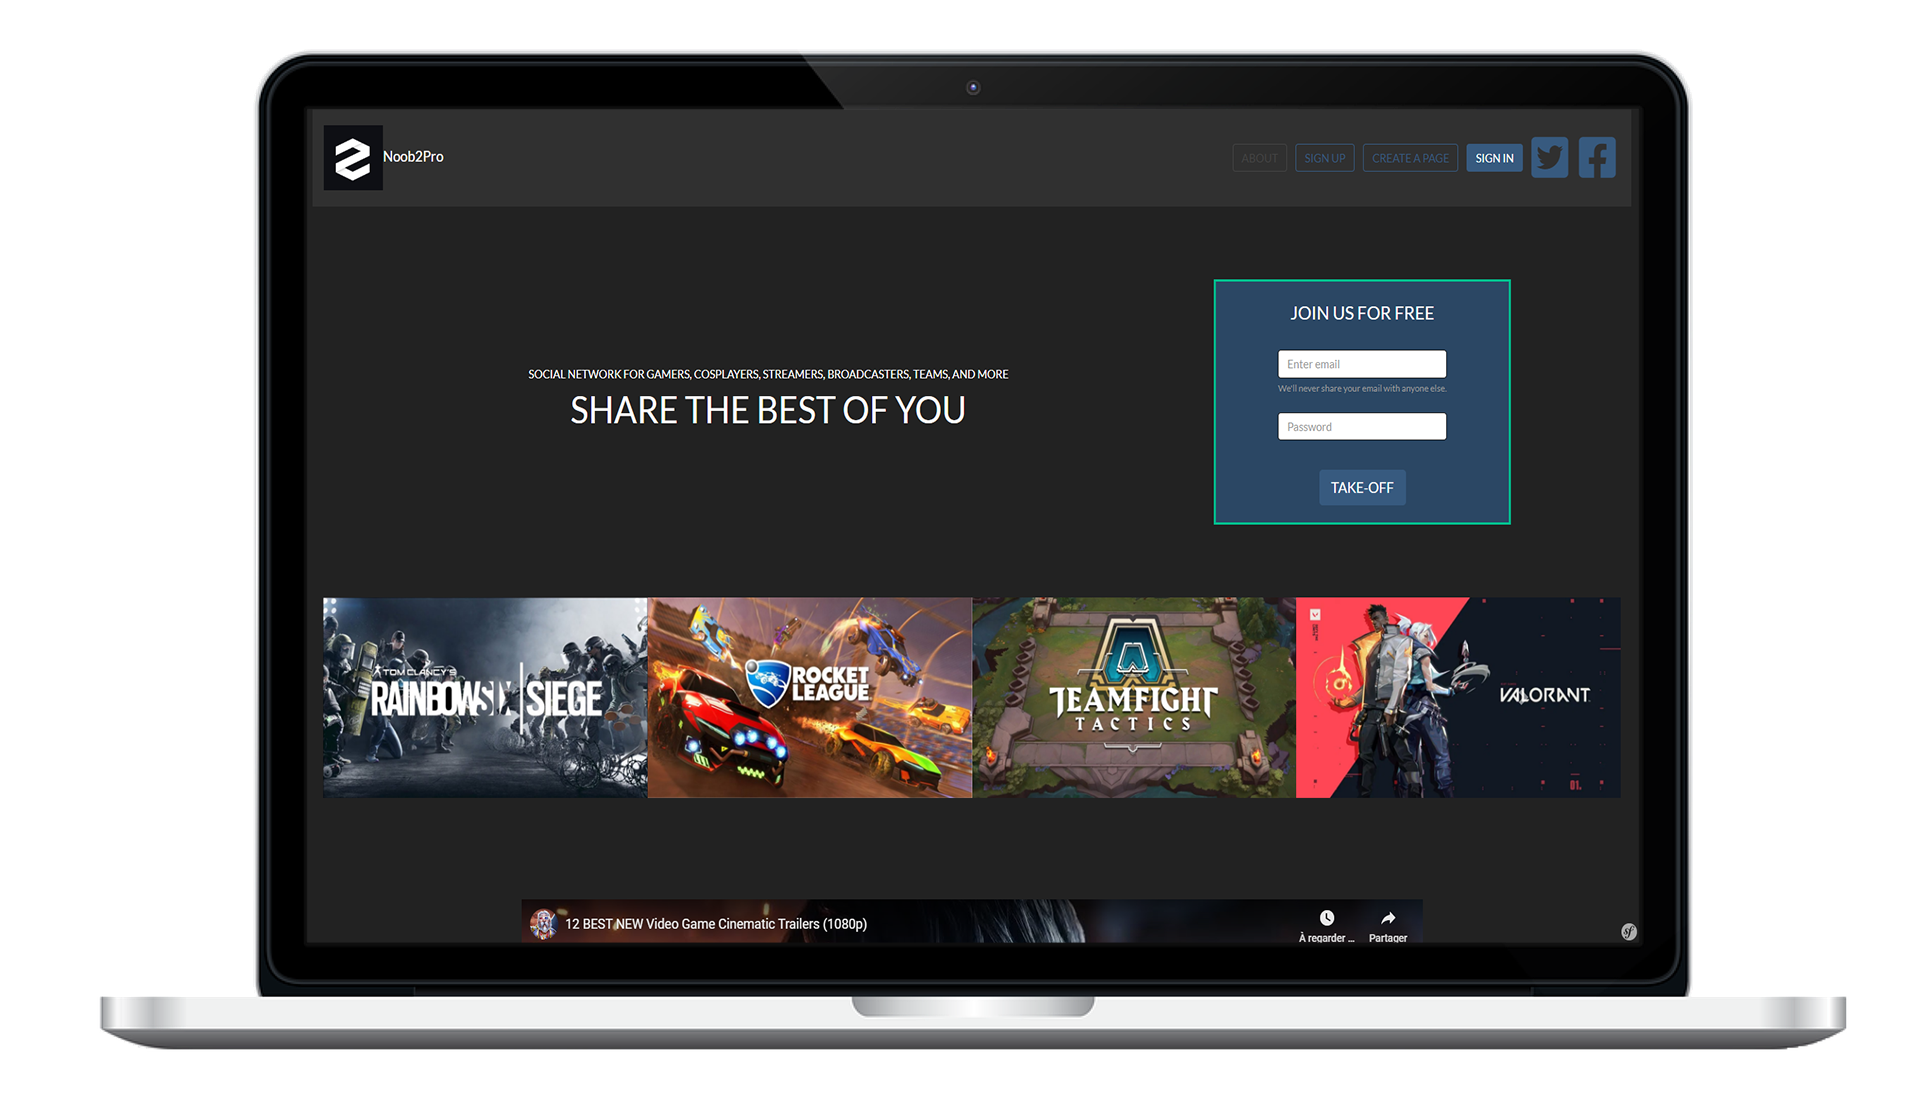 Noob2Pro
ABOUT
SIGN UP
CREATE A PAGE
SIGN IN
JOIN US FOR FREE
Enter email
We'll never share your email with anyone else.
Password
TAKE-OFF
SOCIAL NETWORK FOR GAMERS, COSPLAYERS, STREAMERS, BROADCASTERS, TEAMS, AND MORE
SHARE THE BEST OF YOU
TOM CLANCY'S
RAINBOW SIX | SIEGE
ROCKET
LEAGUE
TEAMFIGHT
TACTICS
VALORANT
01.
12 BEST NEW Video Game Cinematic Trailers (1080p)
À regarder ...
Partager
sf